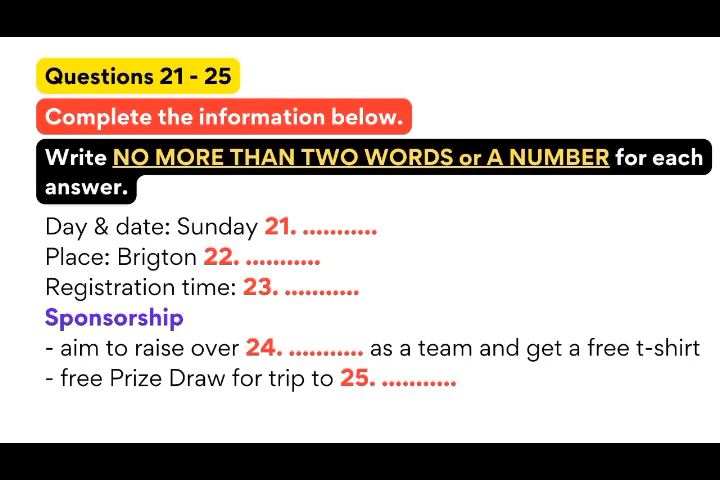 Questions 21 - 25
Complete the information below.
Write NO MORE THAN TWO WORDS or A NUMBER for each
answer.
Day & date: Sunday 21. ...........
Place: Brigton 22. ...........
Registration time: 23. ...........
Sponsorship
- aim to raise over 24. ........... as a team and get a free t-shirt
- free Prize Draw for trip to 25. ...........